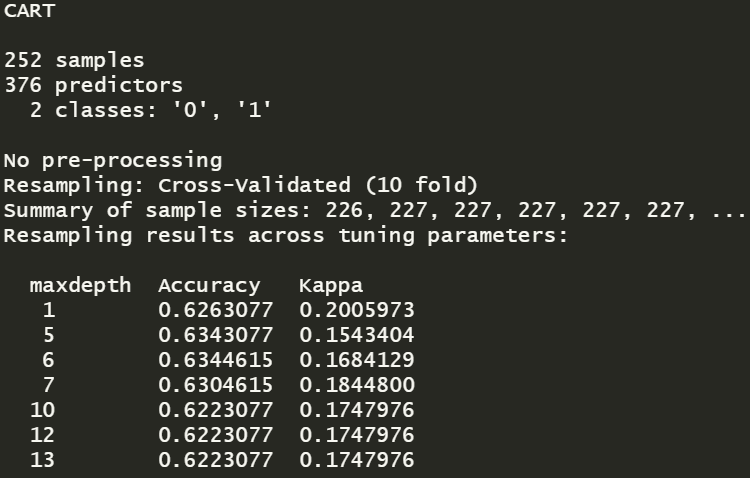 CART
252 samples
376 predictors
2 classes: '0', '1'
No pre-processing
Resampling: Cross-Validated (10 fold)
Summary of sample sizes: 226, 227, 227, 227, 227, 227, ...
Resampling results across tuning parameters:
maxdepth  Accuracy   Kappa
1         0.6263077  0.2005973
5         0.6343077  0.1543404
6         0.6344615  0.1684129
7         0.6304615  0.1844800
10        0.6223077  0.1747976
12        0.6223077  0.1747976
13        0.6223077  0.1747976